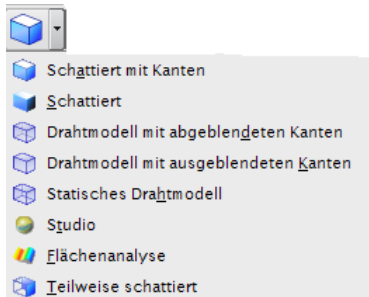 Schattiert mit Kanten
Schattiert
Drahtmodell mit abgeblendeten Kanten
Drahtmodell mit ausgeblendeten Kanten
Statisches Drahtmodell
Studio
Flächenanalyse
Teilweise schattiert